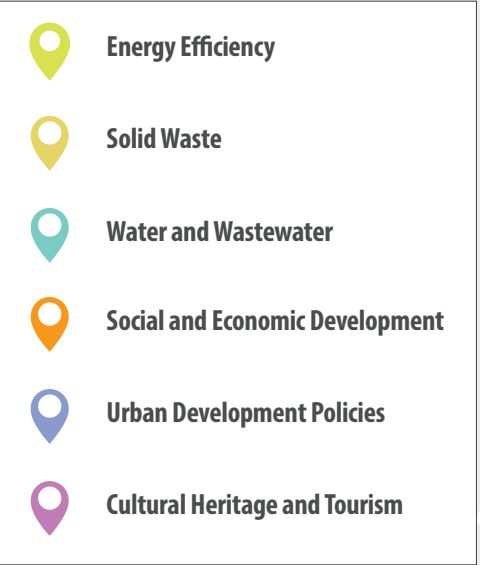 Energy Efficiency
Solid Waste
Water and Wastewater
Social and Economic Development
Urban Development Policies
Cultural Heritage and Tourism